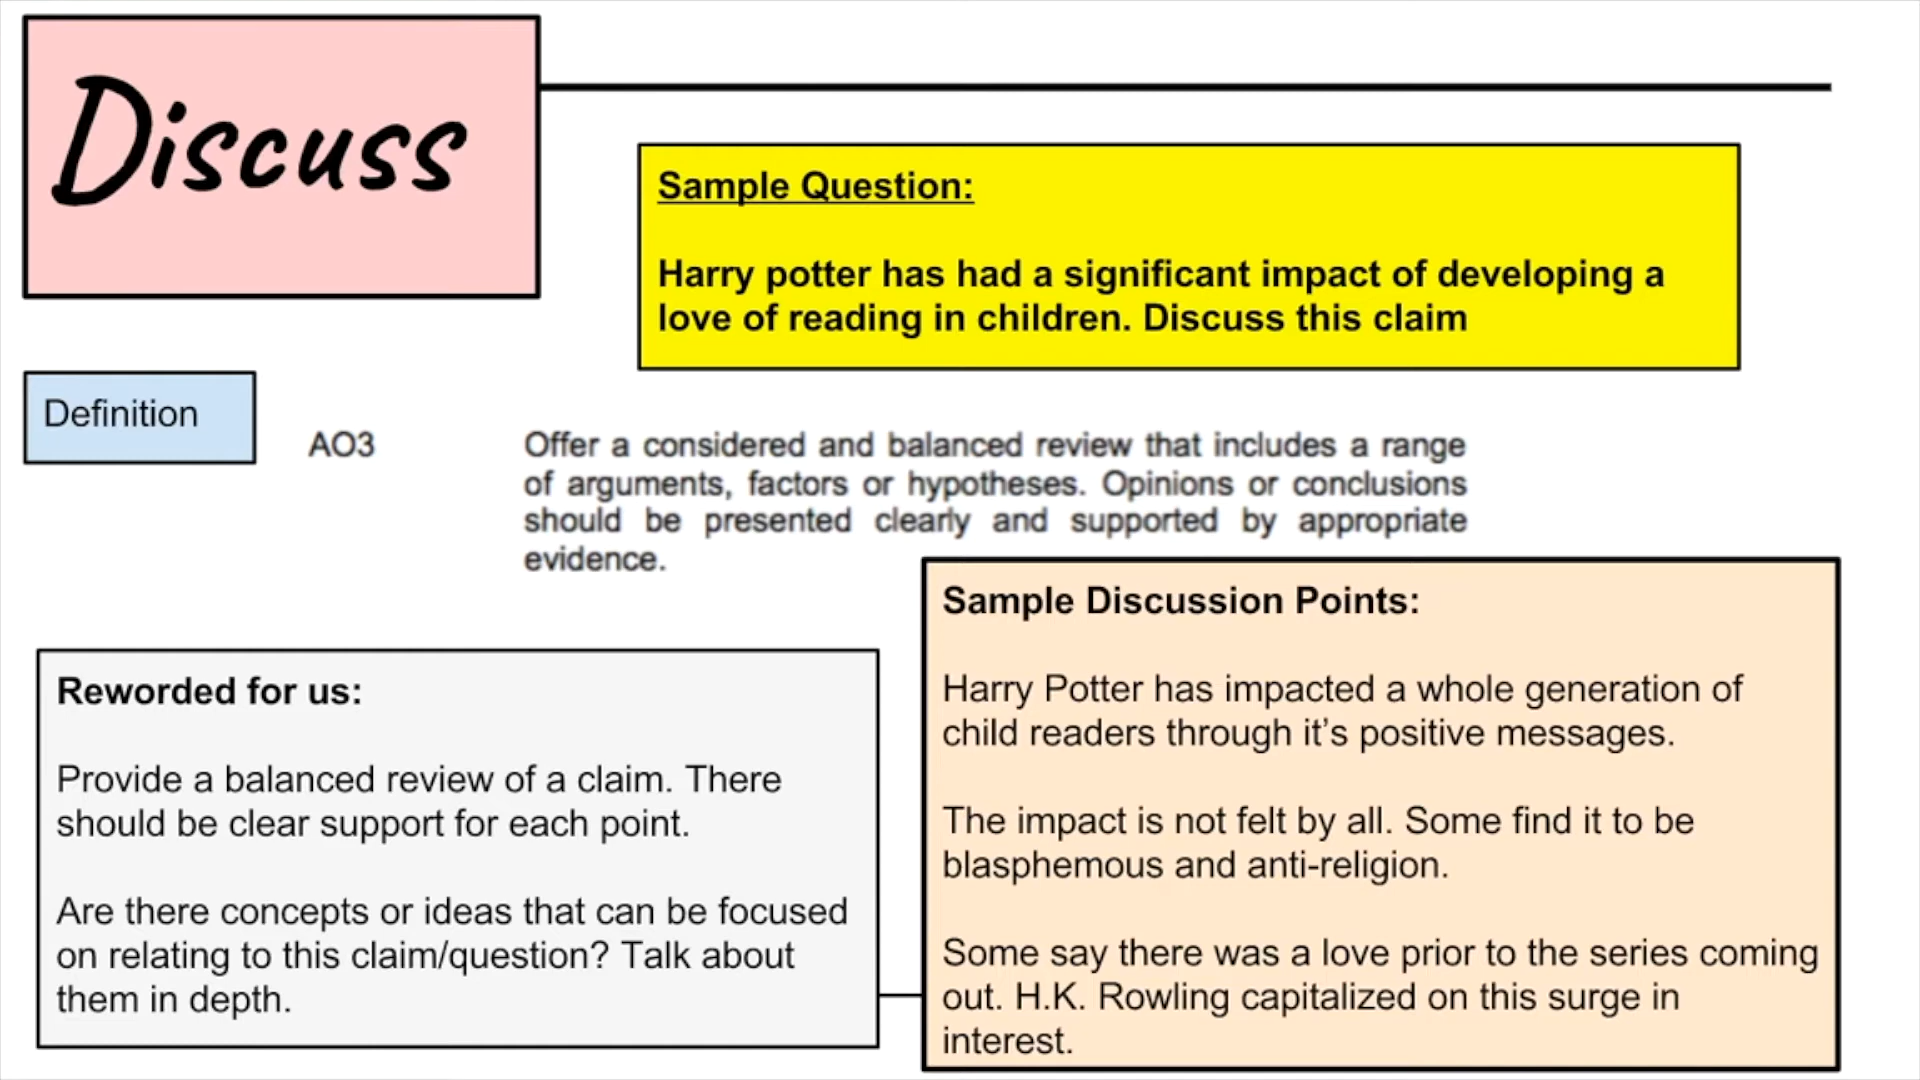 Discuss
Sample Question:
Harry potter has had a significant impact of developing a
love of reading in children. Discuss this claim
Definition
AO3
Offer a considered and balanced review that includes a range
of arguments, factors or hypotheses. Opinions or conclusions
should be presented clearly and supported by appropriate
evidence.
Reworded for us:
Provide a balanced review of a claim. There
should be clear support for each point.
Are there concepts or ideas that can be focused
on relating to this claim/question? Talk about
them in depth.
Sample Discussion Points:
Harry Potter has impacted a whole generation of
child readers through it’s positive messages.
The impact is not felt by all. Some find it to be
blasphemous and anti-religion.
Some say there was a love prior to the series coming
out. H.K. Rowling capitalized on this surge in
interest.